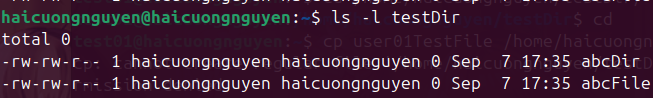 haicuongnguyen@haicuongnguyen:~$ ls -l testDir
total 0
-rw-rw-r-- 1 haicuongnguyen haicuongnguyen 0 Sep  7 17:35 abcDir
-rw-rw-r-- 1 haicuongnguyen haicuongnguyen 0 Sep  7 17:35 abcFile